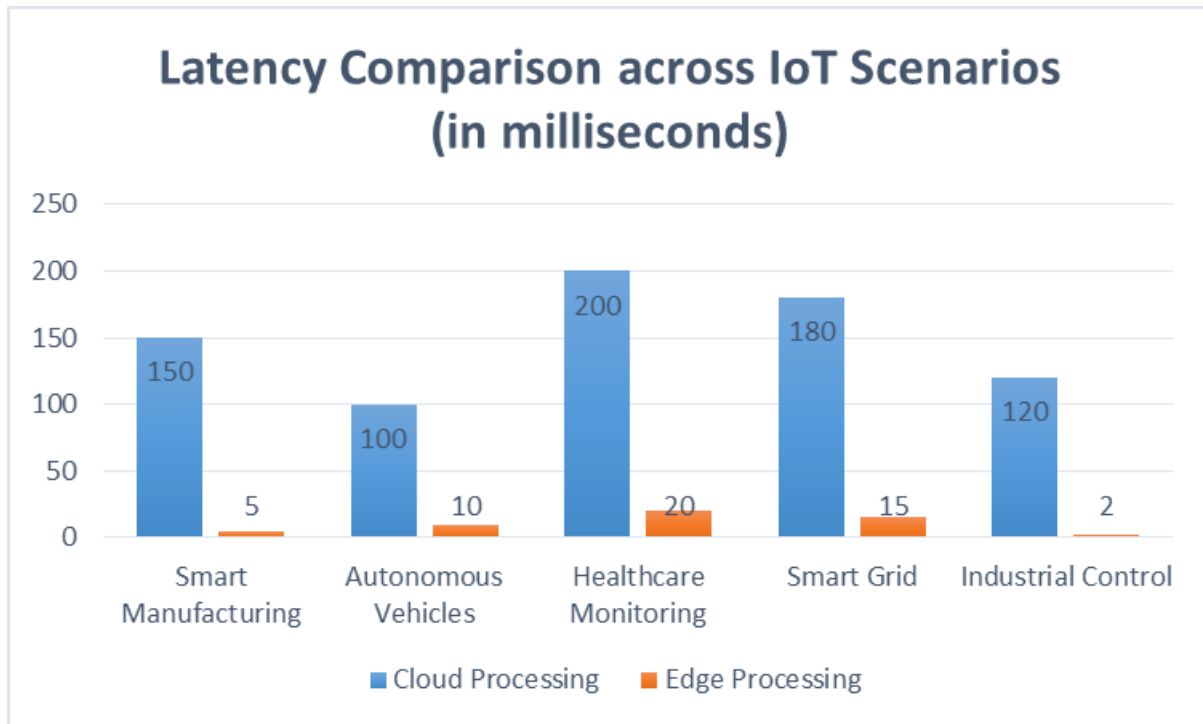 Latency Comparison across IoT Scenarios
(in milliseconds)
250
200
150
100
50
0
150
5
100
10
200
20
180
15
120
2
Smart
Manufacturing
Autonomous
Vehicles
Healthcare
Monitoring
Smart Grid
Industrial Control
Cloud Processing
Edge Processing